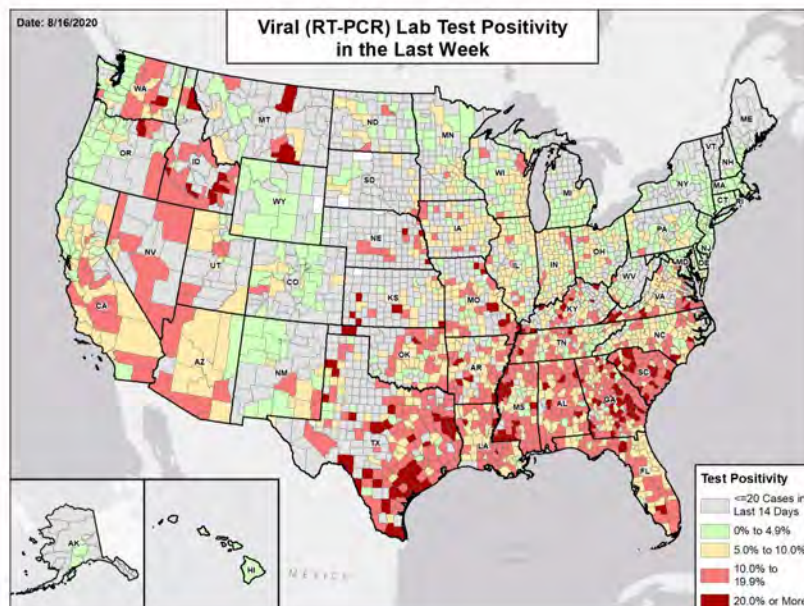 Date: 8/16/2020
Viral (RT-PCR) Lab Test Positivity
in the Last Week
WA
MT
ND
MN
ME
OR
ID
SD
WI
MI
VT
NH
NY
MA
CT
RI
WY
NE
IA
PA
NJ
NV
UT
CO
KS
MO
IL
IN
OH
WV
MD
DE
VA
KY
CA
AZ
NM
OK
AR
TN
NC
SC
TX
LA
MS
AL
GA
FL
AK
HI
MEXICO
Test Positivity
<=20 Cases in
Last 14 Days
0% to 4.9%
5.0% to 10.0%
10.0% to
19.9%
20.0% or More